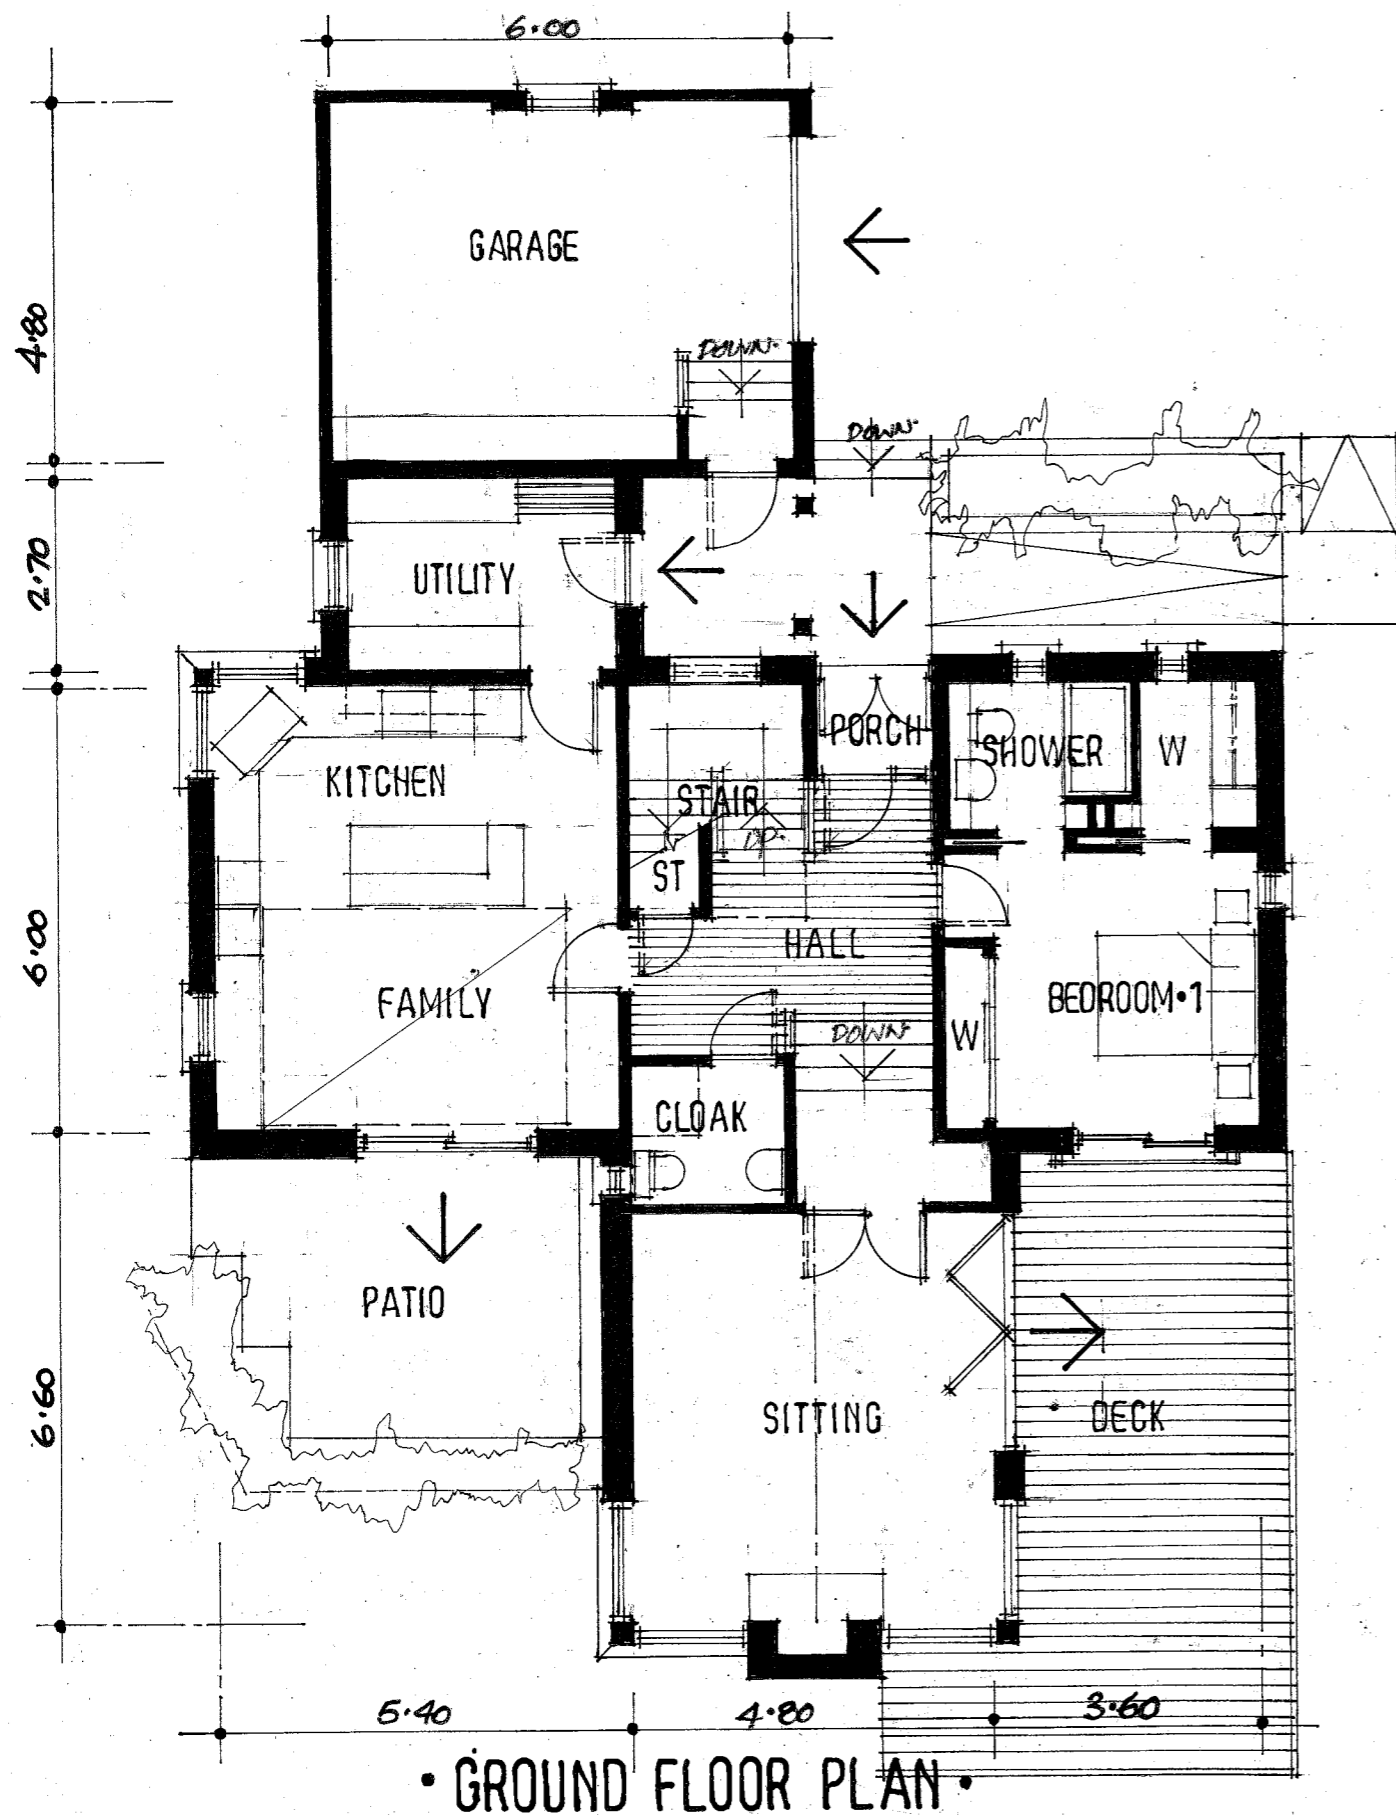 6·00
4·80
GARAGE
DOWN·
DOWN·
2·70
UTILITY
PORCH
SHOWER
W
KITCHEN
STAIR
UP·
ST
6·00
HALL
FAMILY
BEDROOM·1
DOWN·
W
CLOAK
PATIO
6·60
SITTING
DECK
5·40
4·80
3·60
·GROUND FLOOR PLAN·